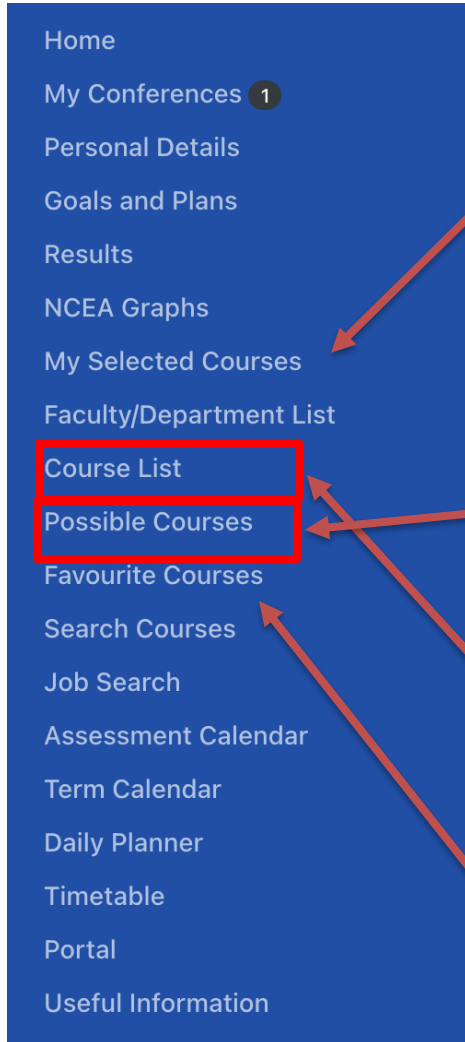 Home
My Conferences 1
Personal Details
Goals and Plans
Results
NCEA Graphs
My Selected Courses
Faculty/Department List
Course List
Possible Courses
Favourite Courses
Search Courses
Job Search
Assessment Calendar
Term Calendar
Daily Planner
Timetable
Portal
Useful Information